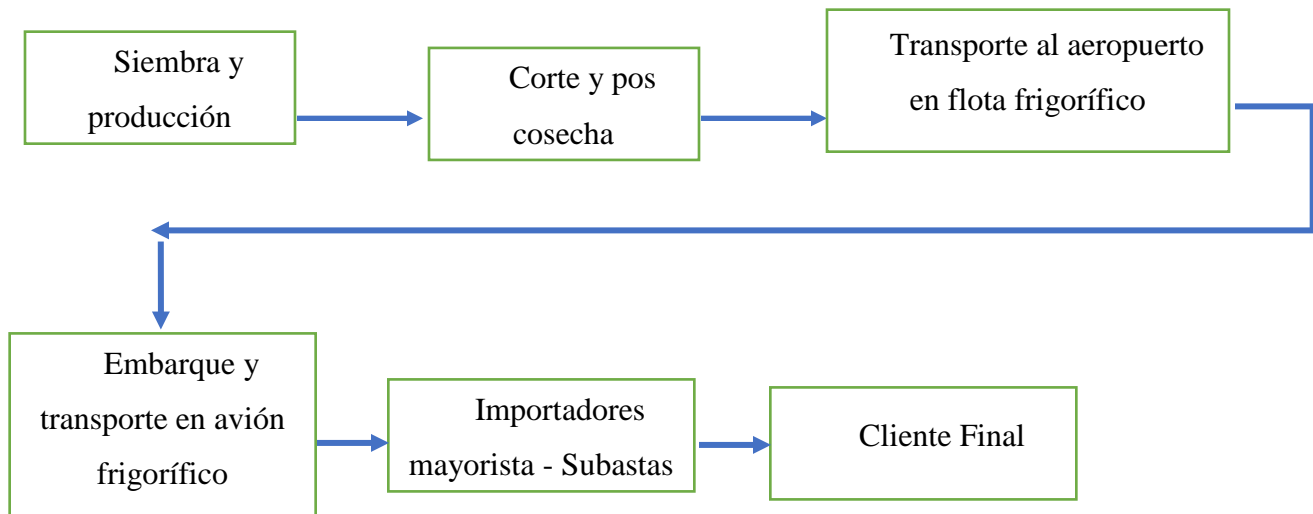 Siembra y
producción
Corte y pos
cosecha
Transporte al aeropuerto
en flota frigorífico
Embarque y
transporte en avión
frigorífico
Importadores
mayorista - Subastas
Cliente Final